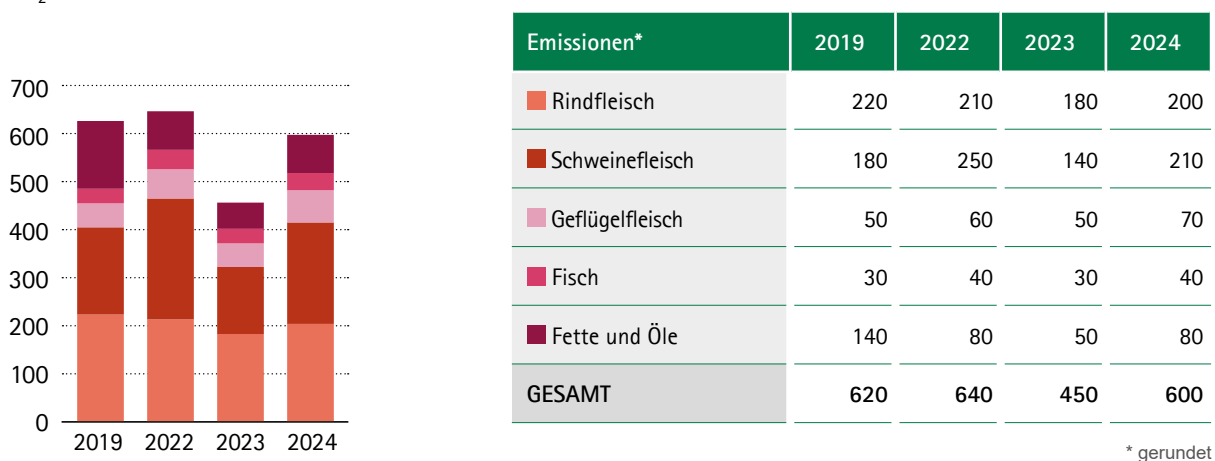 700
600
500
400
300
200
100
0
2019 2022 2023 2024
Emissionen* 2019 2022 2023 2024
Rindfleisch 220 210 180 200
Schweinefleisch 180 250 140 210
Geflügelfleisch 50 60 50 70
Fisch 30 40 30 40
Fette und Öle 140 80 50 80
GESAMT 620 640 450 600
* gerundet